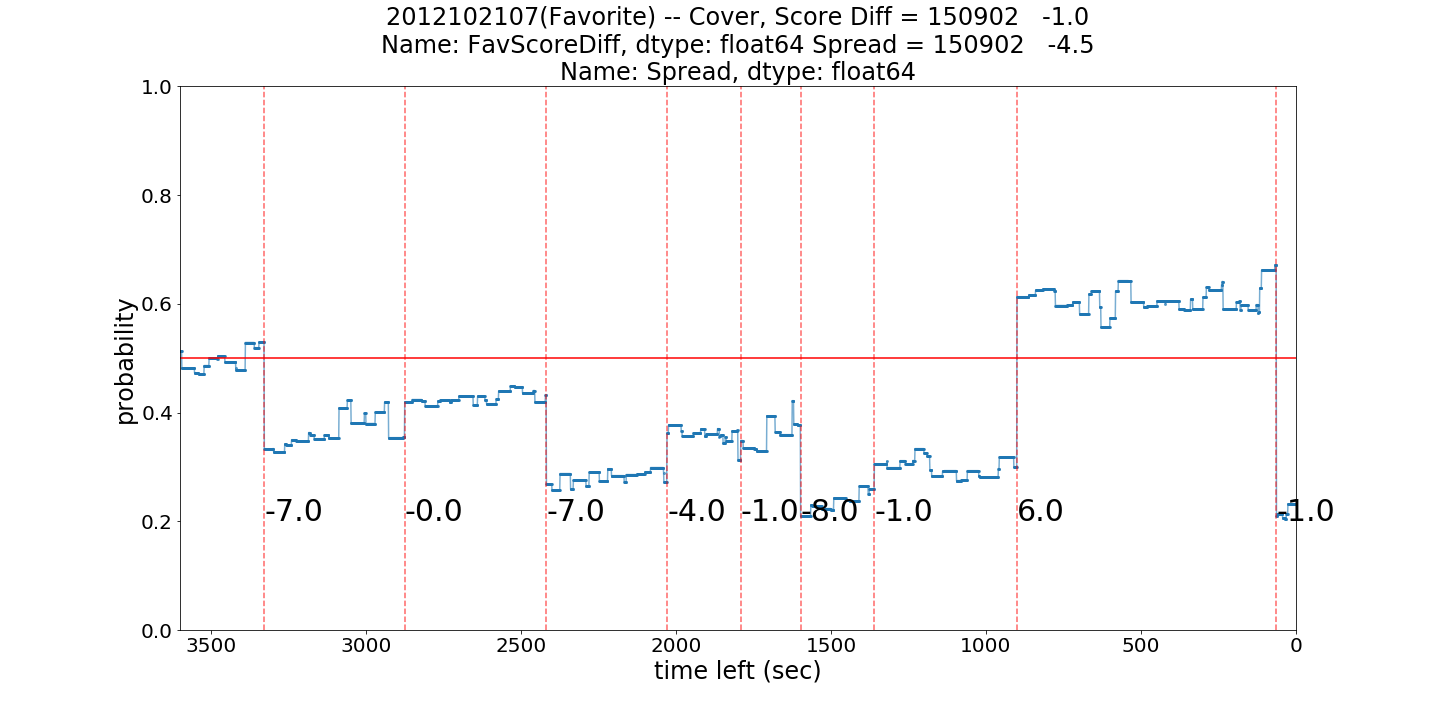 2012102107(Favorite) -- Cover, Score Diff = 150902   -1.0
Name: FavScoreDiff, dtype: float64 Spread = 150902   -4.5
Name: Spread, dtype: float64
1.0
0.8
0.6
0.4
0.2
0.0
probability
-7.0 -0.0 -7.0 -4.0 -1.0 -8.0 -1.0 6.0 -1.0
3500 3000 2500 2000 1500 1000 500 0
time left (sec)